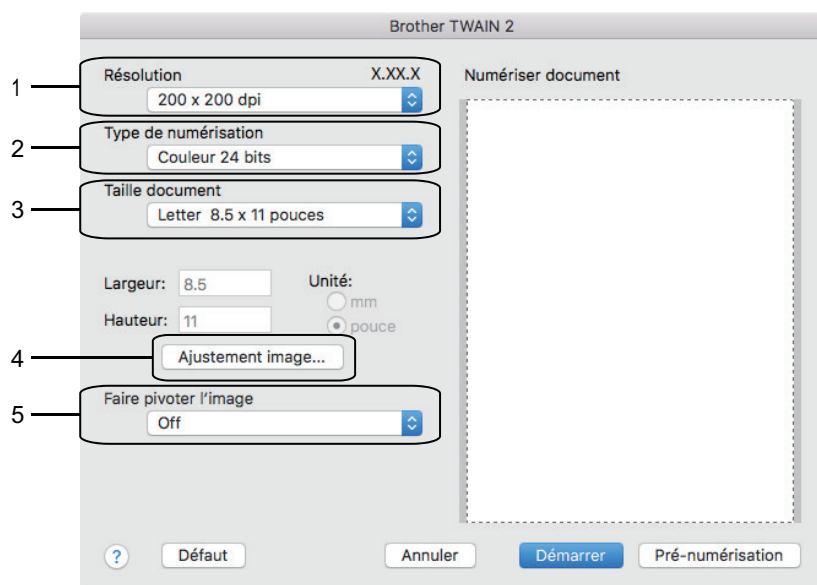 Brother TWAIN 2
1
Résolution X.XX.X
200 x 200 dpi
2
Type de numérisation
Couleur 24 bits
3
Taille document
Letter 8.5 x 11 pouces
Largeur: 8.5
Hauteur: 11
Unité:
mm
pouce
4
Ajustement image...
5
Faire pivoter l'image
Off
Numériser document
? Défaut Annuler Démarrer Pré-numérisation